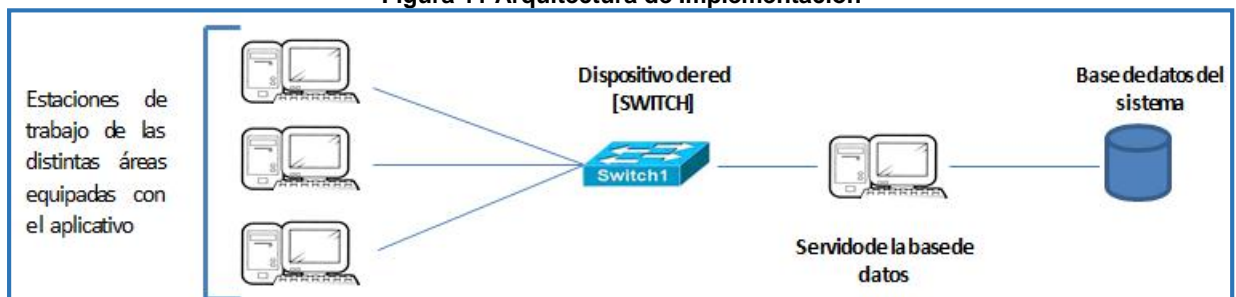 Estaciones de
trabajo de las
distintas áreas
equipadas con
el aplicativo
Dispositivo de red
[SWITCH]
Switch1
Servido de la base de
datos
Base de datos del
sistema